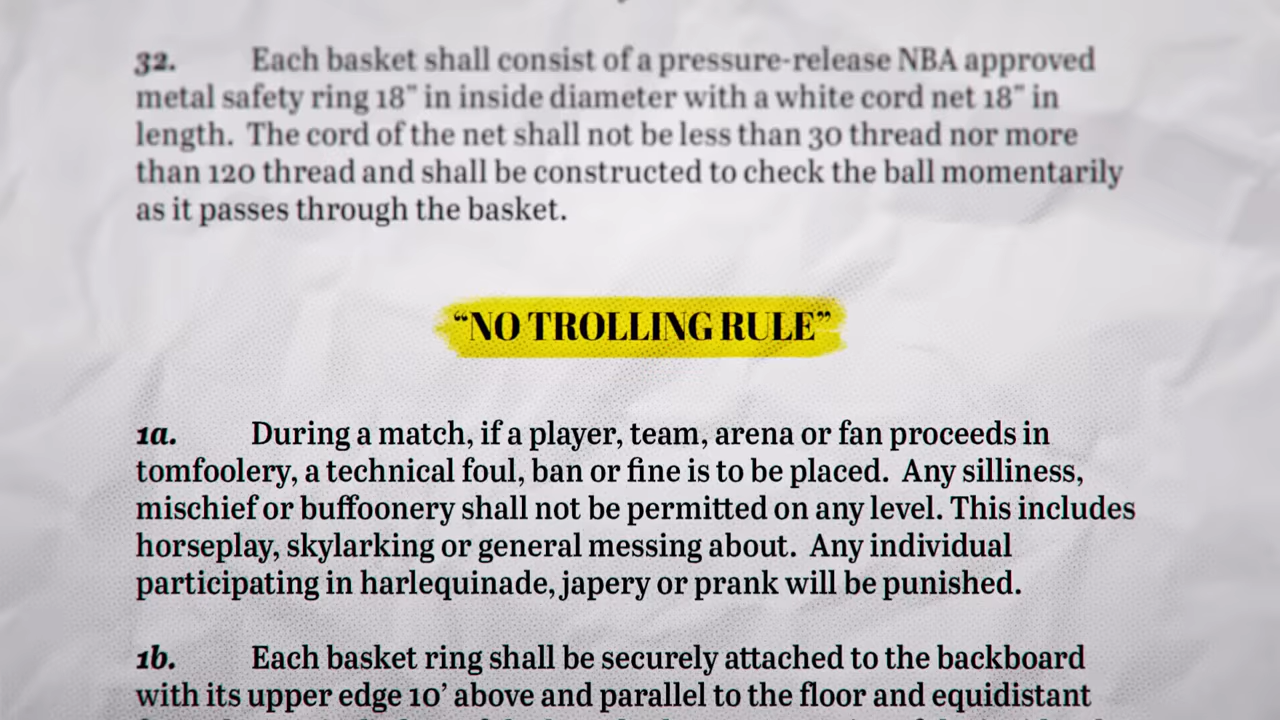 32. Each basket shall consist of a pressure-release NBA approved
metal safety ring 18" in inside diameter with a white cord net 18" in
length. The cord of the net shall not be less than 30 thread nor more
than 120 thread and shall be constructed to check the ball momentarily
as it passes through the basket.
“NO TROLLING RULE”
1a. During a match, if a player, team, arena or fan proceeds in
tomfoolery, a technical foul, ban or fine is to be placed. Any silliness,
mischief or buffoonery shall not be permitted on any level. This includes
horseplay, skylarking or general messing about. Any individual
participating in harlequinade, japery or prank will be punished.
1b. Each basket ring shall be securely attached to the backboard
with its upper edge 10’ above and parallel to the floor and equidistant